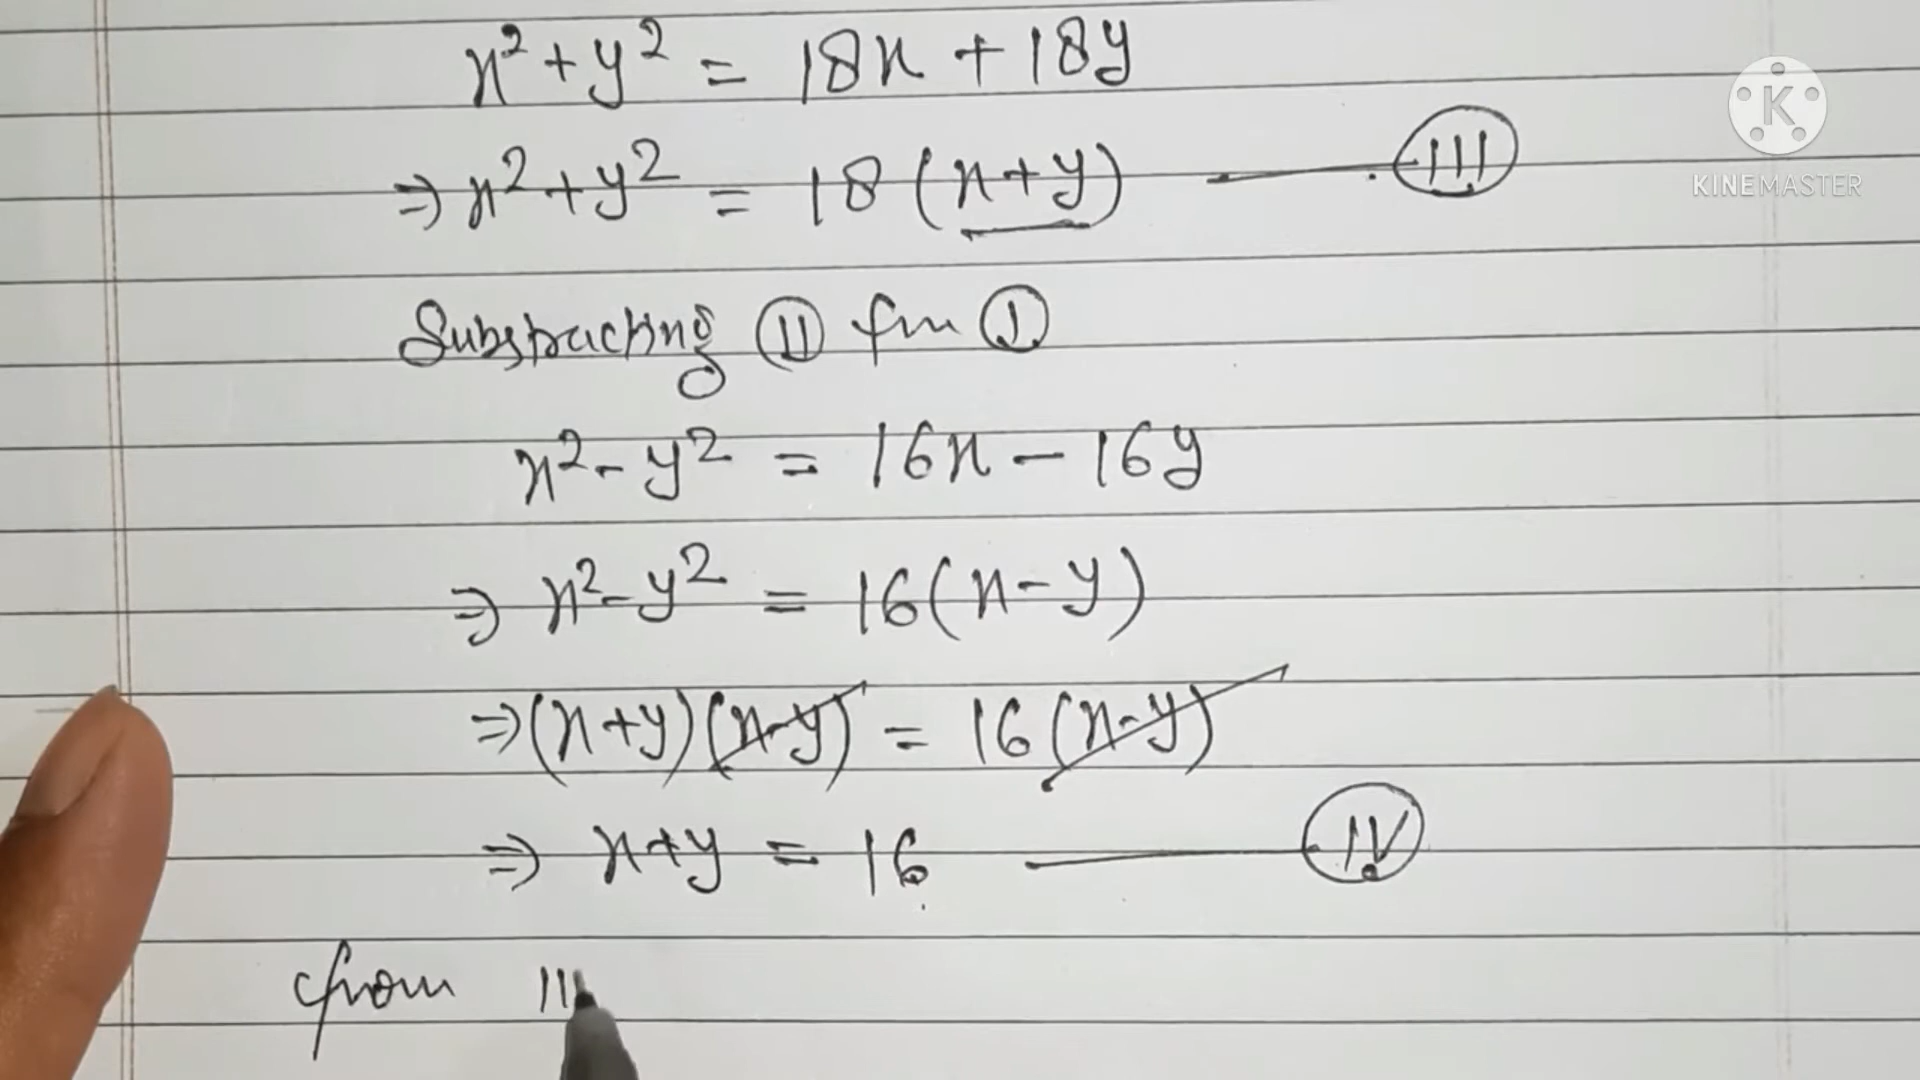 x² + y² = 18x + 18y
⇒ x² + y² = 18 (x + y) — III
K
KINEMASTER
Substracting II from I
x² - y² = 16x - 16y
⇒ x² - y² = 16(x - y)
⇒ (x + y)(x - y) = 16(x - y)
⇒ x + y = 16 — IV
from III